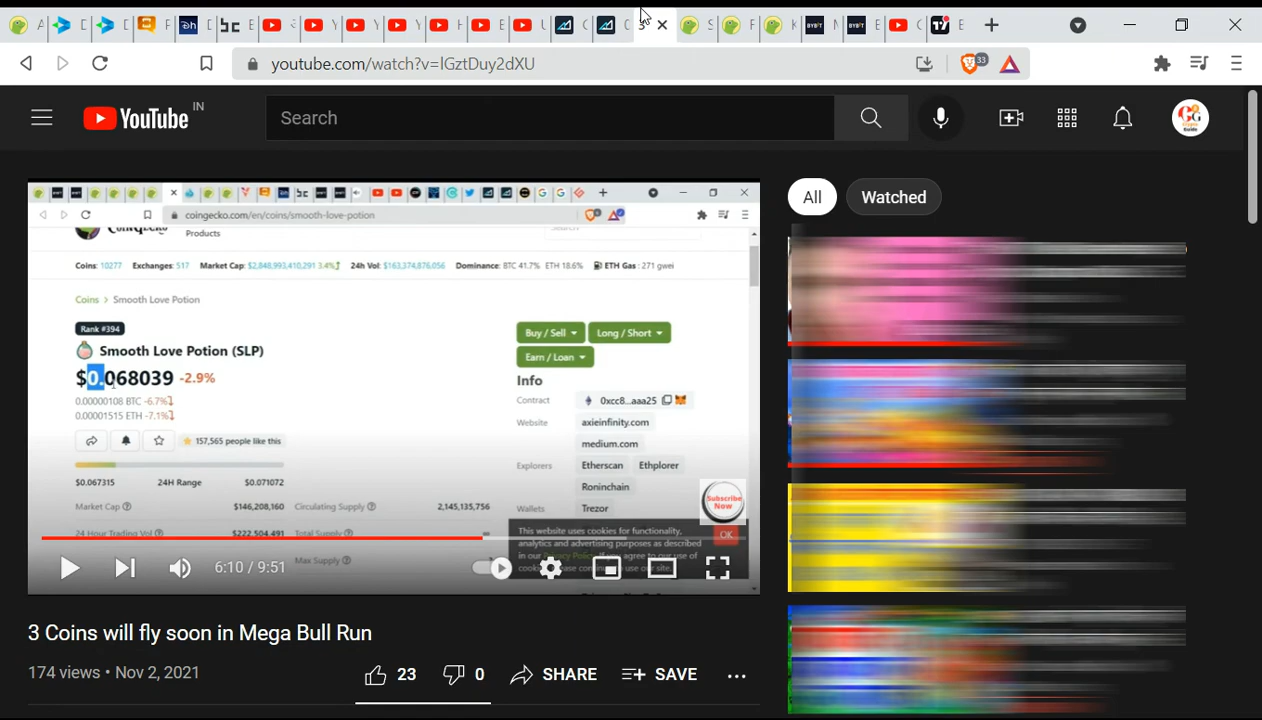 youtube.com/watch?v=lGztDuy2dXU
33
YouTube IN
Search
CG
All
Watched
coingecko.com/en/coins/smooth-love-potion
Products
Coins: 10277 Exchanges: 517 Market Cap: $2,848,993,410,291 3.4% 24h Vol: $163,374,876,056 Dominance: BTC 41.7% ETH 18.6% ETH Gas : 271 gwei
Coins > Smooth Love Potion
Rank #394
Smooth Love Potion (SLP)
$0.068039 -2.9%
0.00000108 BTC -6.7%
0.00001515 ETH -7.1%
157,565 people like this
$0.067315 24H Range $0.071072
Market Cap $146,208,160 Circulating Supply 2,145,135,756
24 Hour Trading Vol $222,504,491 Total Supply
Max Supply
Buy / Sell Long / Short
Earn / Loan
Info
Contract 0xcc8...aaa25
Website axieinfinity.com
medium.com
Explorers Etherscan Ethplorer
Roninchain
Wallets Trezor
Subscribe Now
This website uses cookies for functionality,
analytics and advertising purposes as described
in our Privacy Policy. If you agree to our use of
cookies, please continue to use our site.
OK
6:10 / 9:51
3 Coins will fly soon in Mega Bull Run
174 views • Nov 2, 2021
23
0
SHARE
SAVE